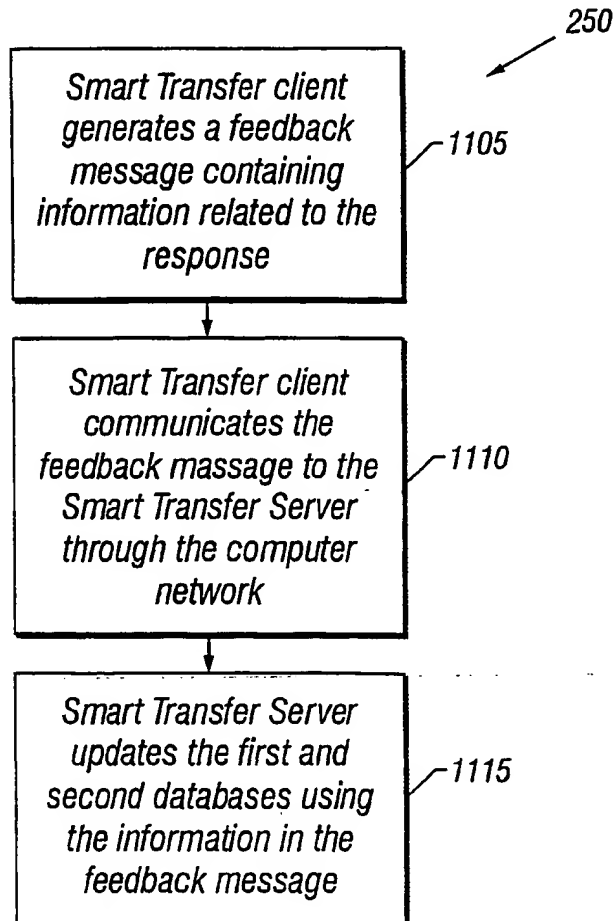 250
Smart Transfer client
generates a feedback
message containing
information related to the
response
1105
Smart Transfer client
communicates the
feedback massage to the
Smart Transfer Server
through the computer
network
1110
Smart Transfer Server
updates the first and
second databases using
the information in the
feedback message
1115